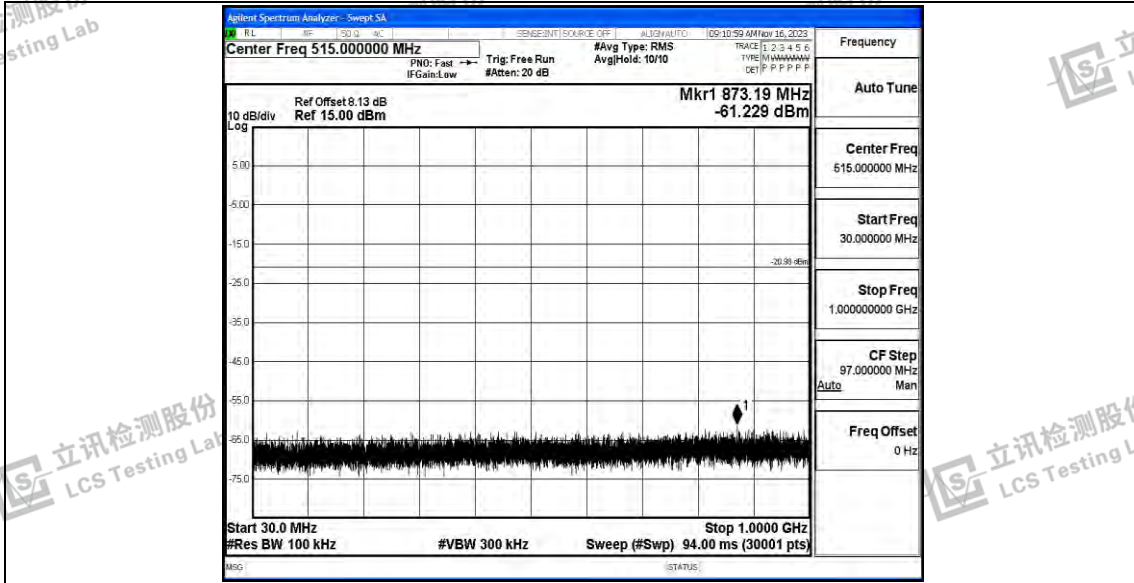 Agilent Spectrum Analyzer - Swept SA
RL RF 50 Ω AC SENSE:INT SOURCE OFF ALIGN AUTO 09:10:59 AM Nov 16, 2023
Center Freq 515.000000 MHz
PNO: Fast
IFGain:Low
Trig: Free Run
#Atten: 20 dB
#Avg Type: RMS
Avg|Hold: 10/10
TRACE 1 2 3 4 5 6
TYPE M WWWWW
DET P P P P P P
Mkr1 873.19 MHz
-61.229 dBm
Ref Offset 8.13 dB
10 dB/div Ref 15.00 dBm
Log
5.00
-5.00
-15.0
-20.98 dBm
-25.0
-35.0
-45.0
-55.0
1
-65.0
-75.0
Start 30.0 MHz Stop 1.0000 GHz
#Res BW 100 kHz #VBW 300 kHz Sweep (#Swp) 94.00 ms (30001 pts)
MSG STATUS
Frequency
Auto Tune
Center Freq
515.000000 MHz
Start Freq
30.000000 MHz
Stop Freq
1.000000000 GHz
CF Step
97.000000 MHz
Auto Man
Freq Offset
0 Hz
esting Lab
立讯检测股份
LCS Testing Lab
立讯检测股份
LCS Testing L